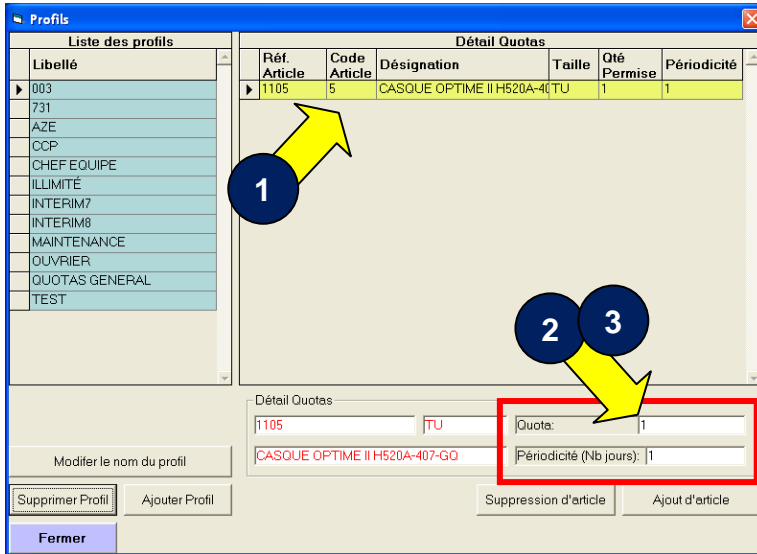 Profils
Liste des profils
Libellé
003
731
AZE
CCP
CHEF EQUIPE
ILLIMITÉ
INTERIM7
INTERIM8
MAINTENANCE
OUVRIER
QUOTAS GENERAL
TEST
Détail Quotas
Réf. Article Code Article Désignation Taille Qté Permise Périodicité
1105 5 CASQUE OPTIME II H520A-40 TU 1 1
1
2 3
Détail Quotas
1105 TU Quota: 1
CASQUE OPTIME II H520A-407-GQ Périodicité (Nb jours): 1
Modifer le nom du profil
Supprimer Profil Ajouter Profil Suppression d'article Ajout d'article
Fermer